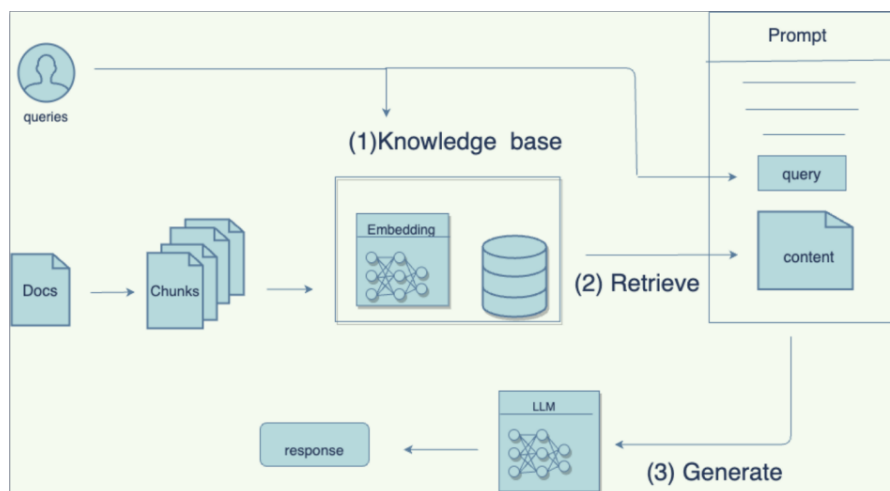 Prompt
queries
(1)Knowledge base
query
Embedding
content
Docs
Chunks
(2) Retrieve
LLM
response
(3) Generate